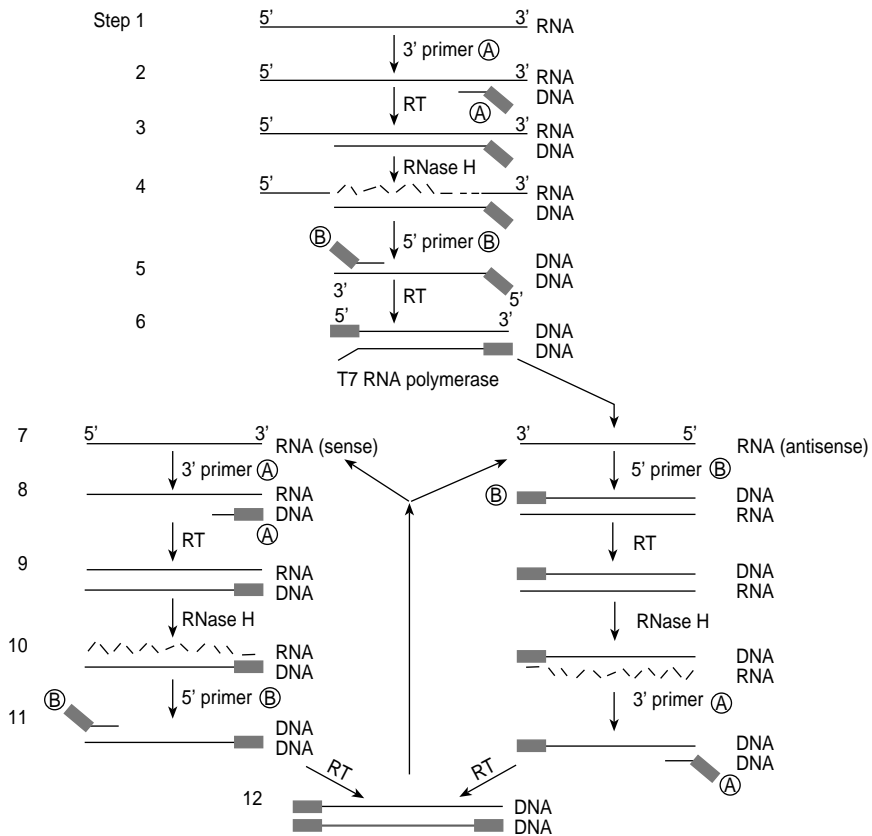 Step 1 5’ 3’ RNA
3’ primer Ⓐ
2 5’ 3’ RNA
DNA
RT Ⓐ
3 5’ 3’ RNA
DNA
RNase H
4 5’ 3’ RNA
DNA
Ⓑ 5’ primer Ⓑ
5 DNA
DNA
3’ RT 5’
6 5’ 3’ DNA
DNA
T7 RNA polymerase
7 5’ 3’ RNA (sense)
3’ primer Ⓐ
8 RNA
DNA
RT Ⓐ
9 RNA
DNA
RNase H
10 RNA
DNA
Ⓑ 5’ primer Ⓑ
11 DNA
DNA
RT
3’ 5’ RNA (antisense)
5’ primer Ⓑ
Ⓑ DNA
RNA
RT
DNA
RNA
RNase H
DNA
RNA
3’ primer Ⓐ
DNA
DNA
RT Ⓐ
12 DNA
DNA